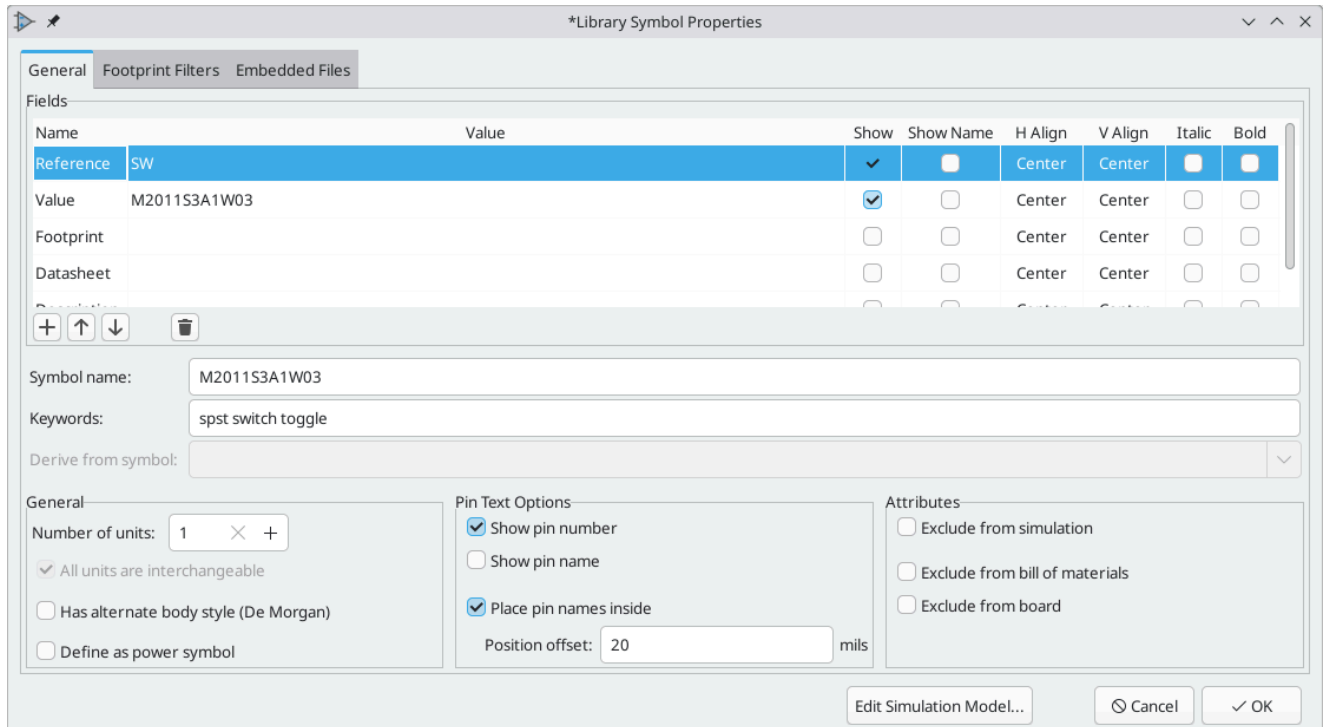 *Library Symbol Properties
General Footprint Filters Embedded Files
Fields
Name Value Show Show Name H Align V Align Italic Bold
Reference SW Center Center
Value M2011S3A1W03 Center Center
Footprint Center Center
Datasheet Center Center
Symbol name: M2011S3A1W03
Keywords: spst switch toggle
Derive from symbol:
General Pin Text Options Attributes
Number of units: 1 Show pin number Exclude from simulation
All units are interchangeable Show pin name Exclude from bill of materials
Has alternate body style (De Morgan) Place pin names inside Exclude from board
Define as power symbol Position offset: 20 mils
Edit Simulation Model... Cancel OK